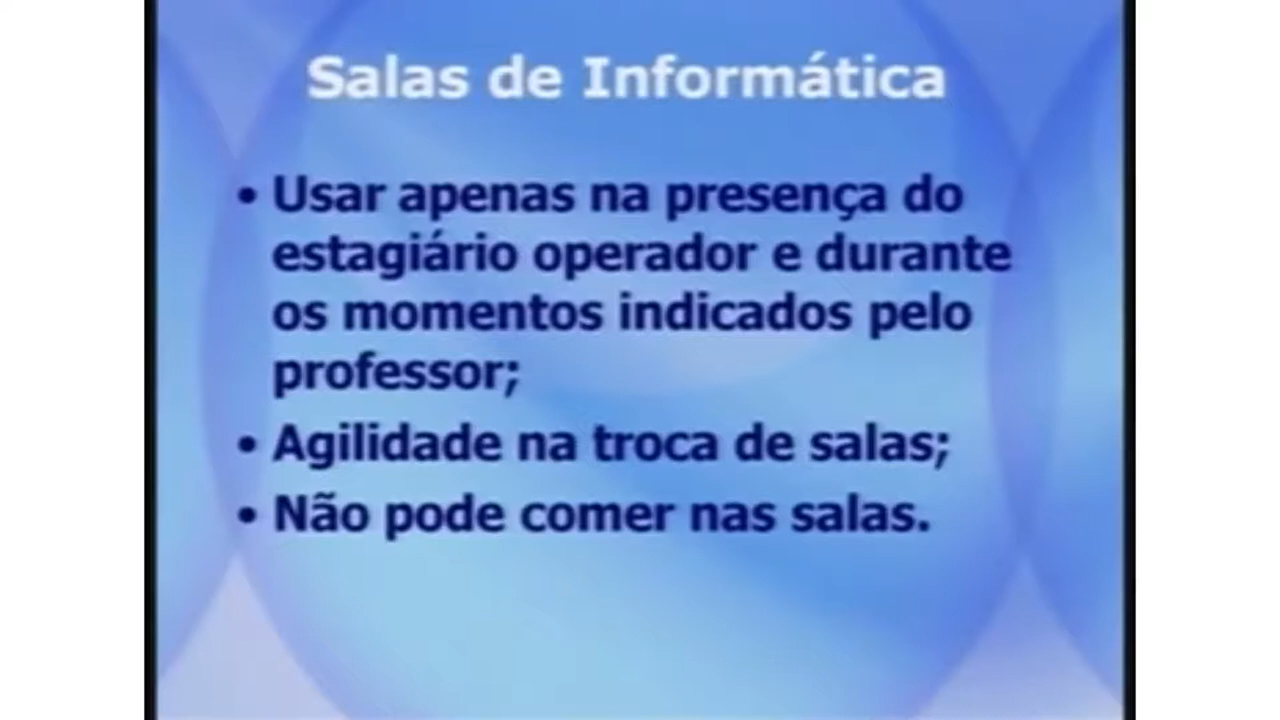 Salas de Informática
• Usar apenas na presença do
estagiário operador e durante
os momentos indicados pelo
professor;
• Agilidade na troca de salas;
• Não pode comer nas salas.